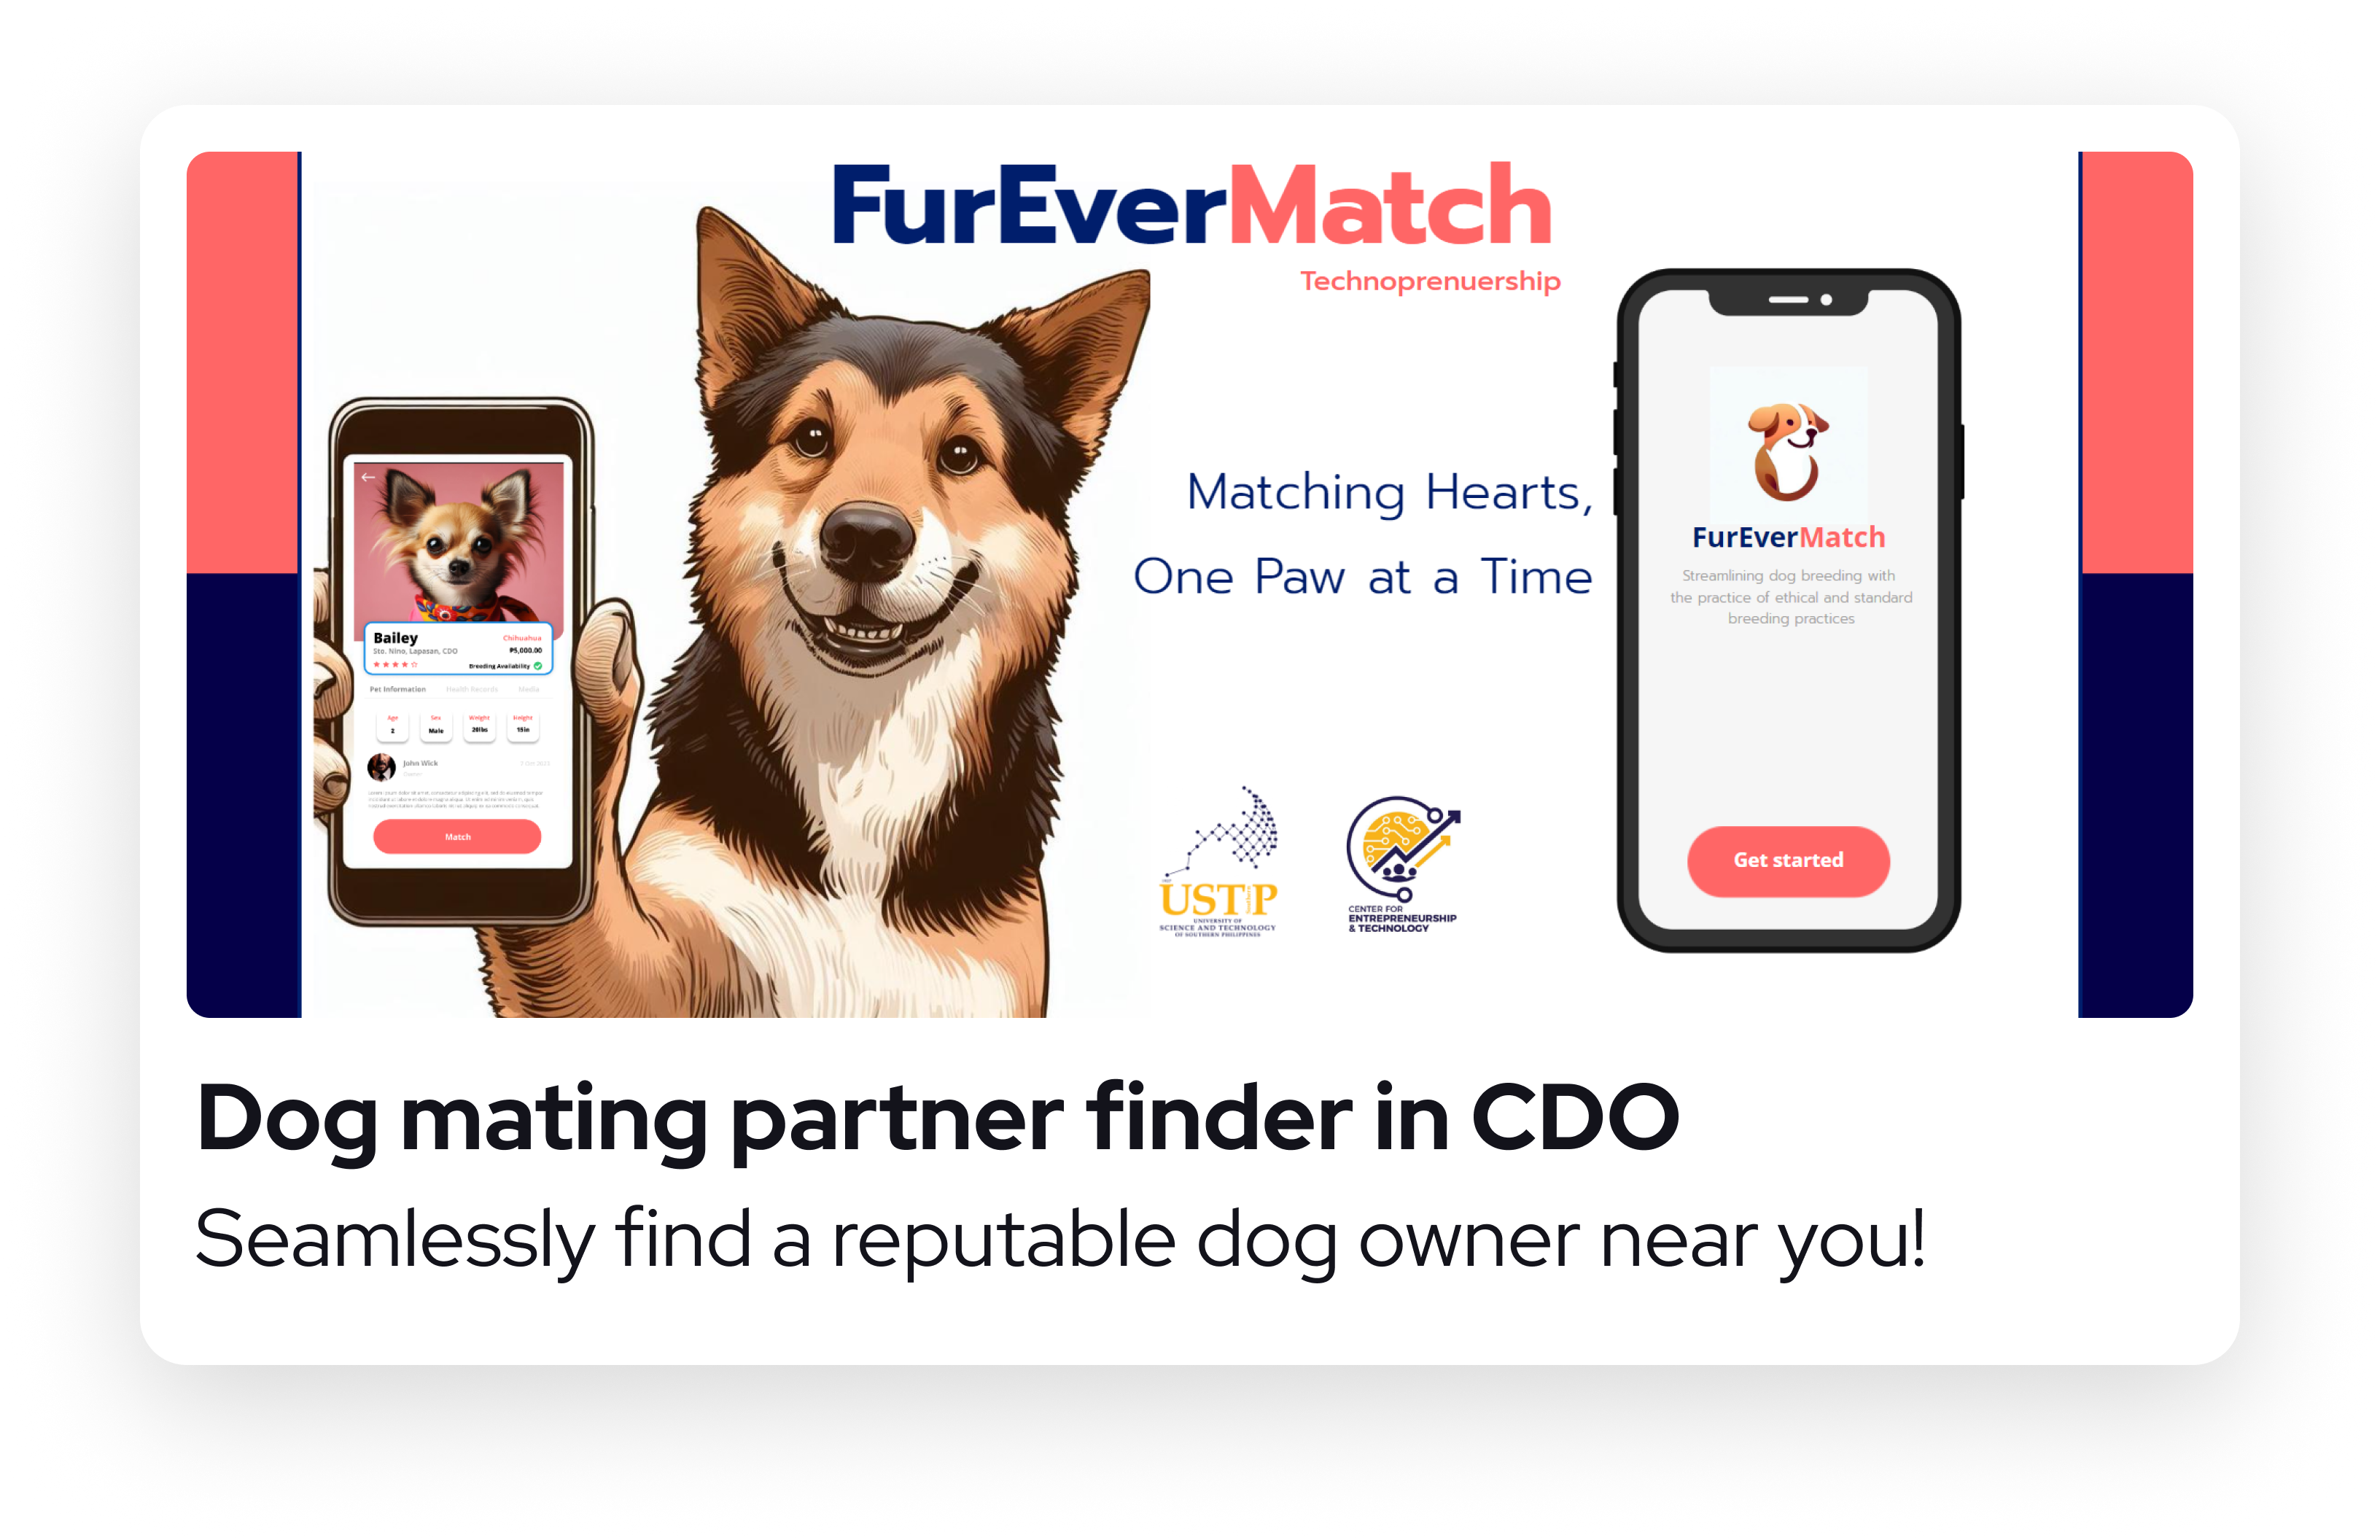 FurEverMatch
Technoprenuership
Matching Hearts,
One Paw at a Time
Bailey
Chihuahua
Sto. Nino, Lapasan, CDO
₱5,000.00
Breeding Availability
Pet Information Health Records Media
Age Sex Weight Height
2 Male 20lbs 15in
John Wick
Match
USTP
UNIVERSITY OF
SCIENCE AND TECHNOLOGY
OF SOUTHERN PHILIPPINES
CENTER FOR
ENTREPRENEURSHIP
& TECHNOLOGY
FurEverMatch
Streamlining dog breeding with
the practice of ethical and standard
breeding practices
Get started
Dog mating partner finder in CDO
Seamlessly find a reputable dog owner near you!